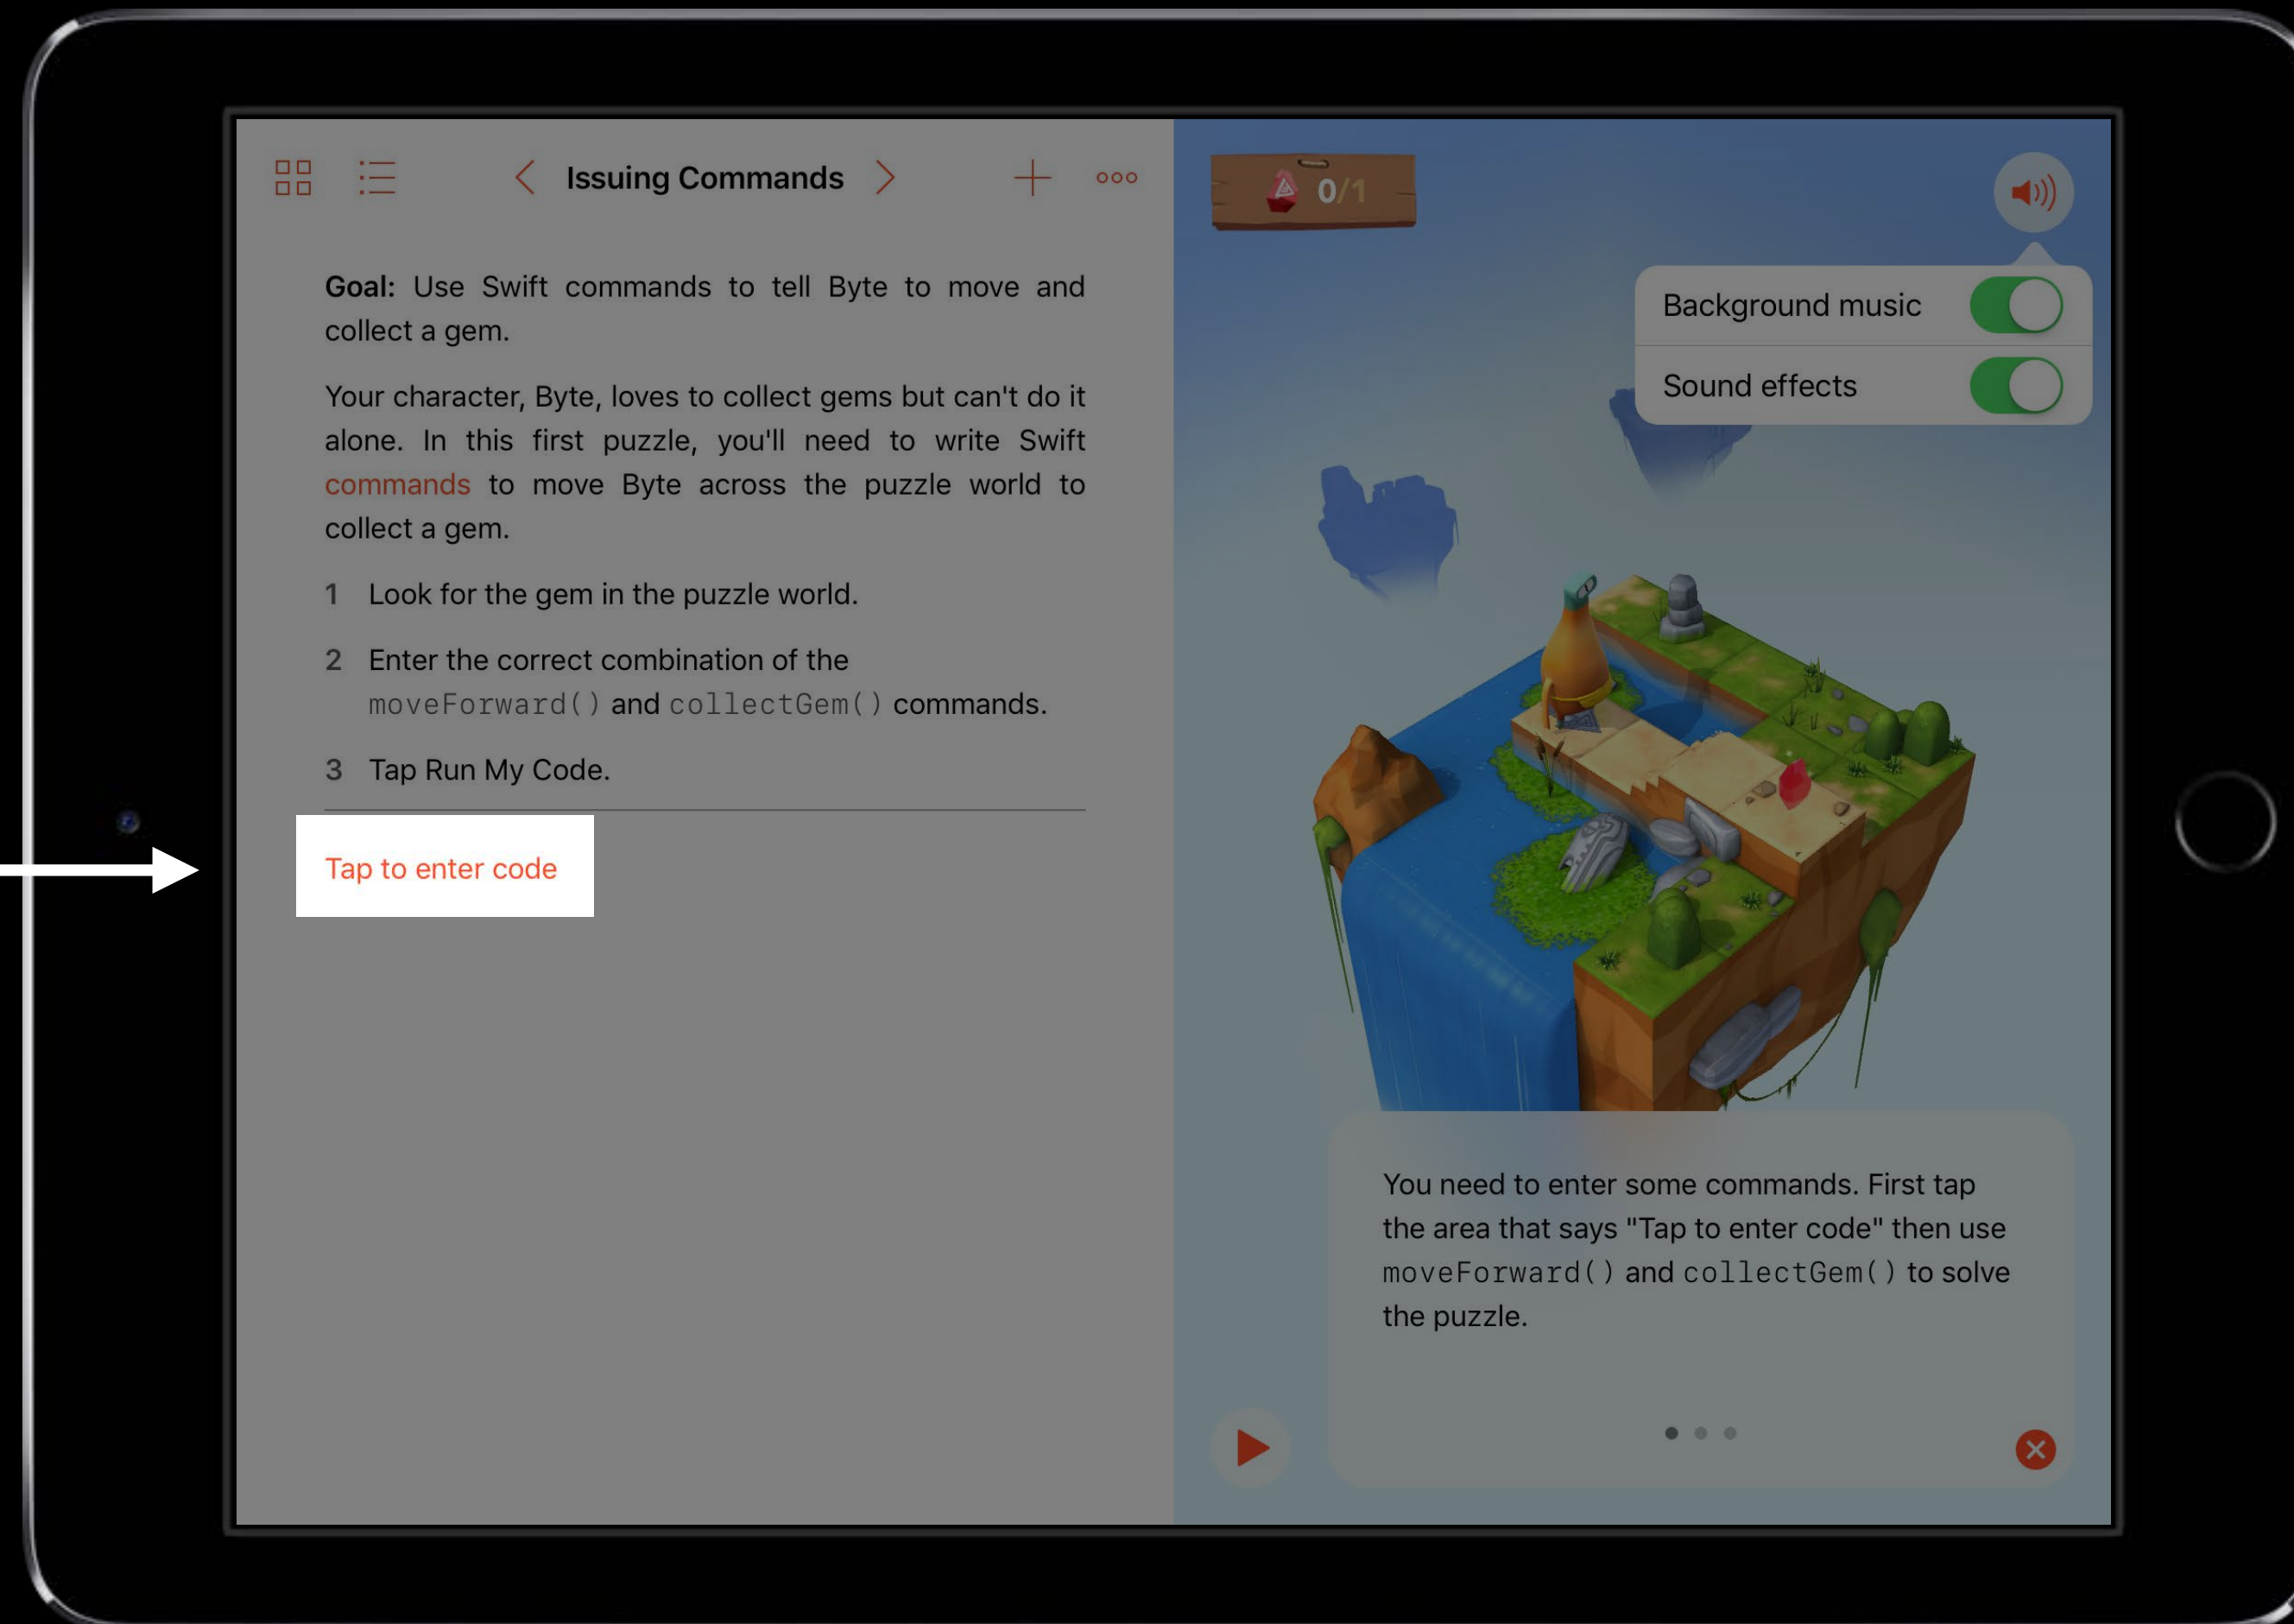 Issuing Commands
Goal: Use Swift commands to tell Byte to move and
collect a gem.
Your character, Byte, loves to collect gems but can't do it
alone. In this first puzzle, you'll need to write Swift
commands to move Byte across the puzzle world to
collect a gem.
1 Look for the gem in the puzzle world.
2 Enter the correct combination of the
moveForward() and collectGem() commands.
3 Tap Run My Code.
Tap to enter code
0/1
Background music
Sound effects
You need to enter some commands. First tap
the area that says "Tap to enter code" then use
moveForward() and collectGem() to solve
the puzzle.